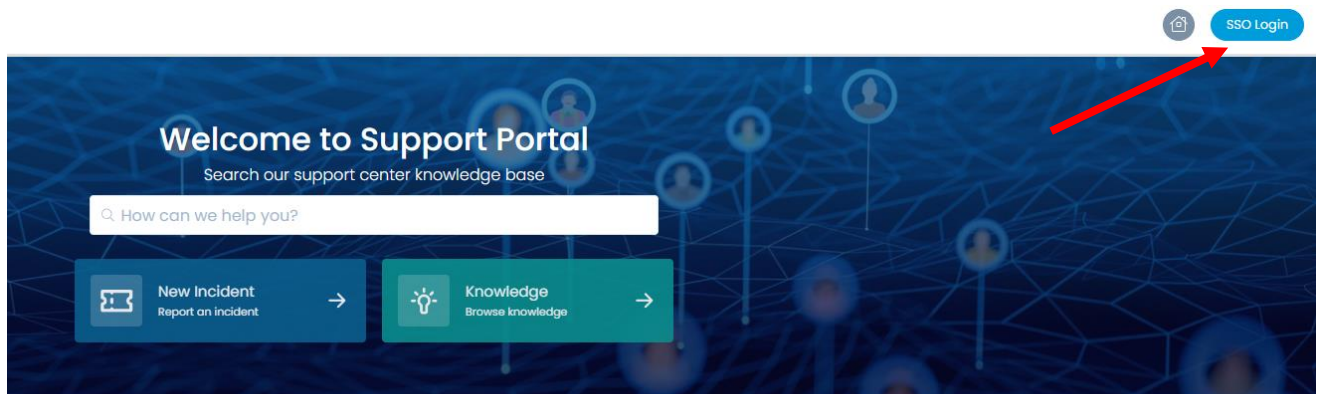 SSO Login
Welcome to Support Portal
Search our support center knowledge base
How can we help you?
New Incident
Report an incident
Knowledge
Browse knowledge